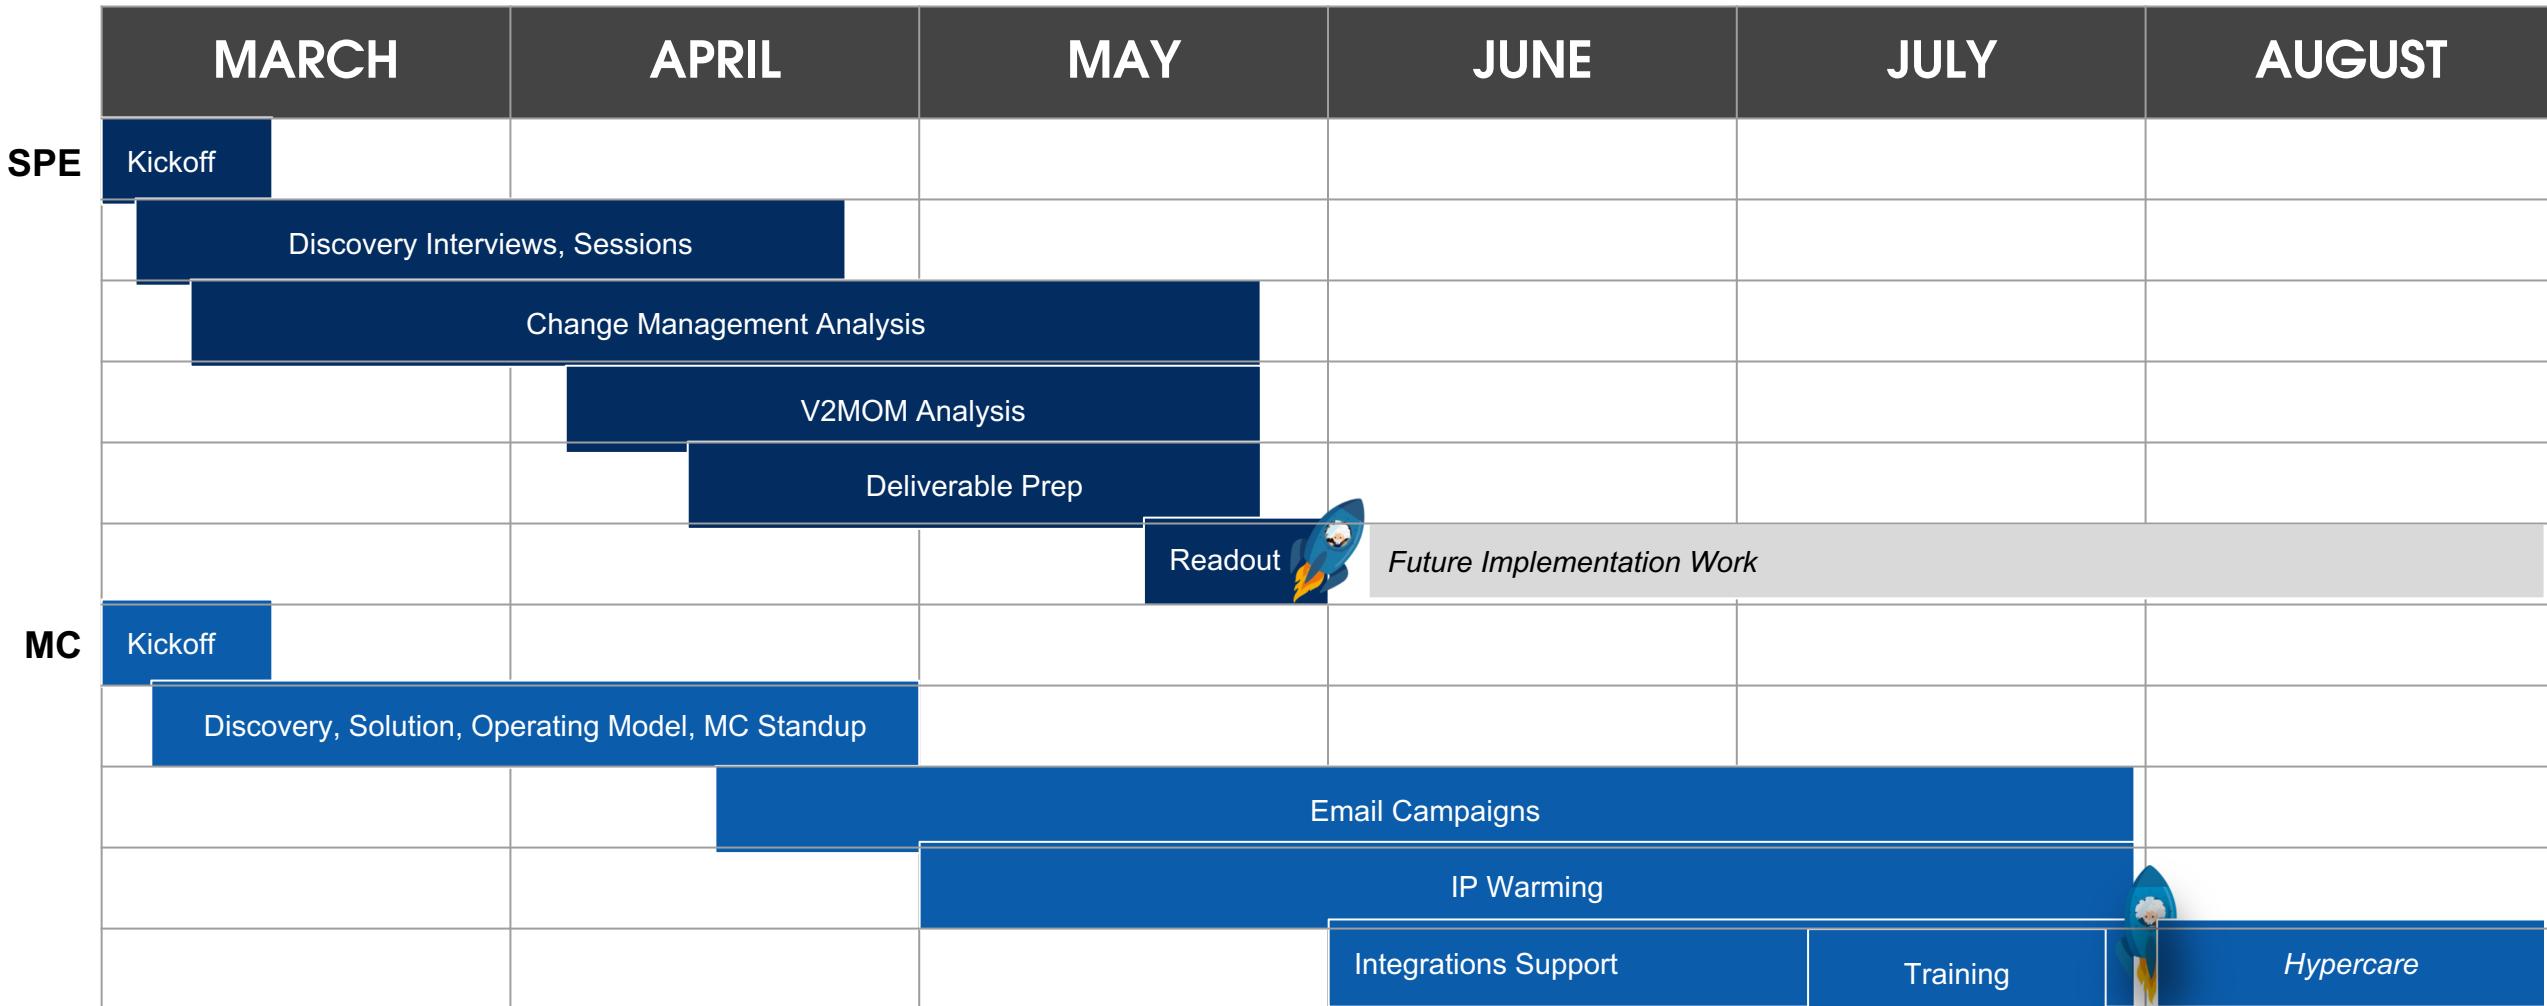 MARCH APRIL MAY JUNE JULY AUGUST
SPE Kickoff
Discovery Interviews, Sessions
Change Management Analysis
V2MOM Analysis
Deliverable Prep
Readout Future Implementation Work
MC Kickoff
Discovery, Solution, Operating Model, MC Standup
Email Campaigns
IP Warming
Integrations Support Training Hypercare